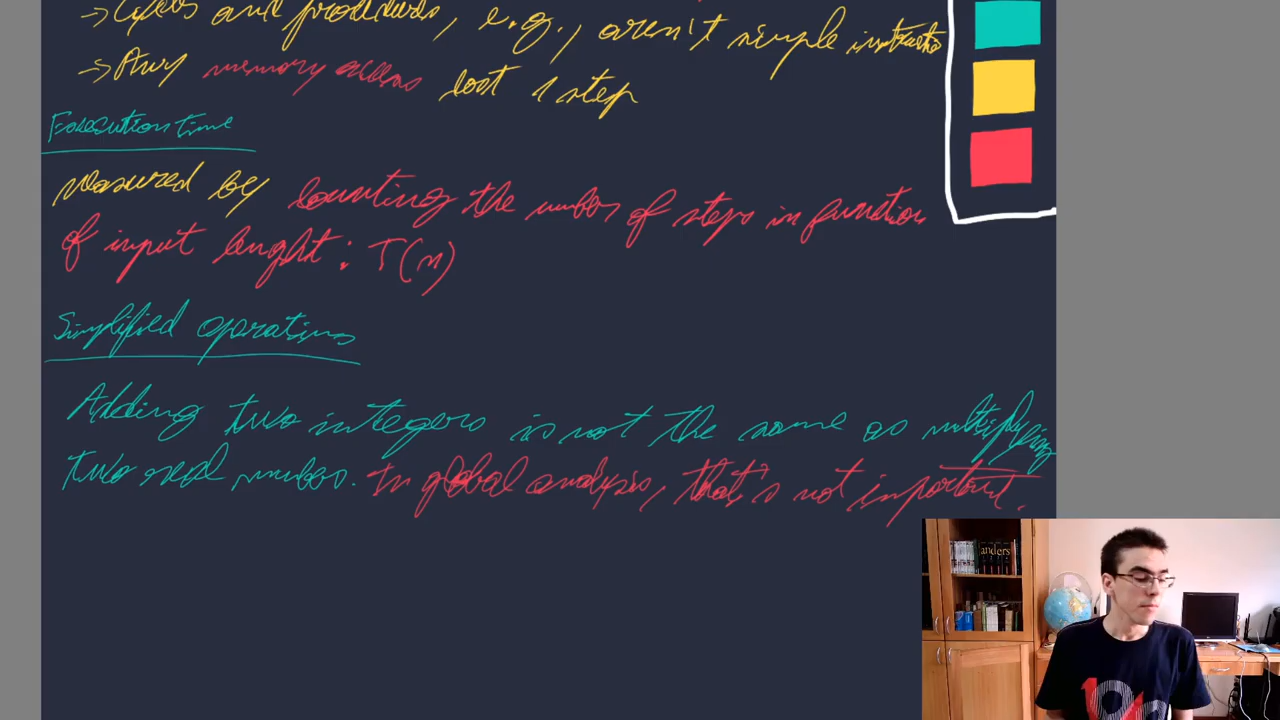 → Cycles and procedures, e.g., aren't simple instructions
→ Any memory access cost 1 step
Execution time
Measured by counting the number of steps in function
of input lenght: T(n)
Simplified operations
Adding two integers is not the same as multiplying
two real numbers. In global analysis, that's not important.
anders